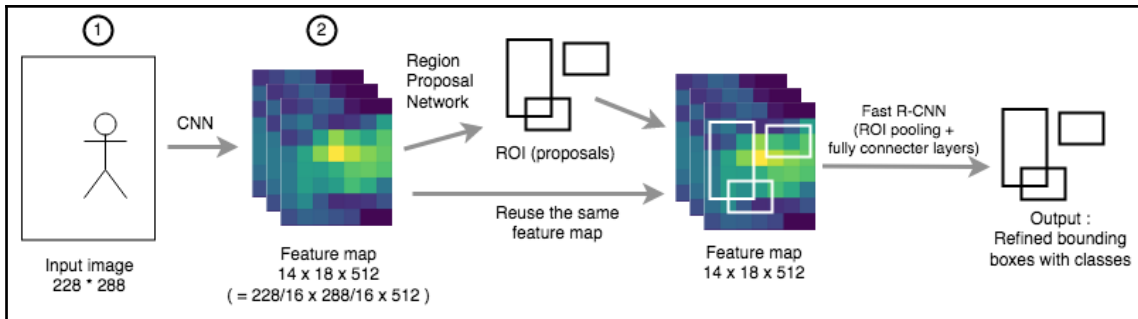 1
2
CNN
Input image
228 * 288
Feature map
14 x 18 x 512
( = 228/16 x 288/16 x 512 )
Region
Proposal
Network
ROI (proposals)
Reuse the same
feature map
Feature map
14 x 18 x 512
Fast R-CNN
(ROI pooling +
fully connecter layers)
Output :
Refined bounding
boxes with classes